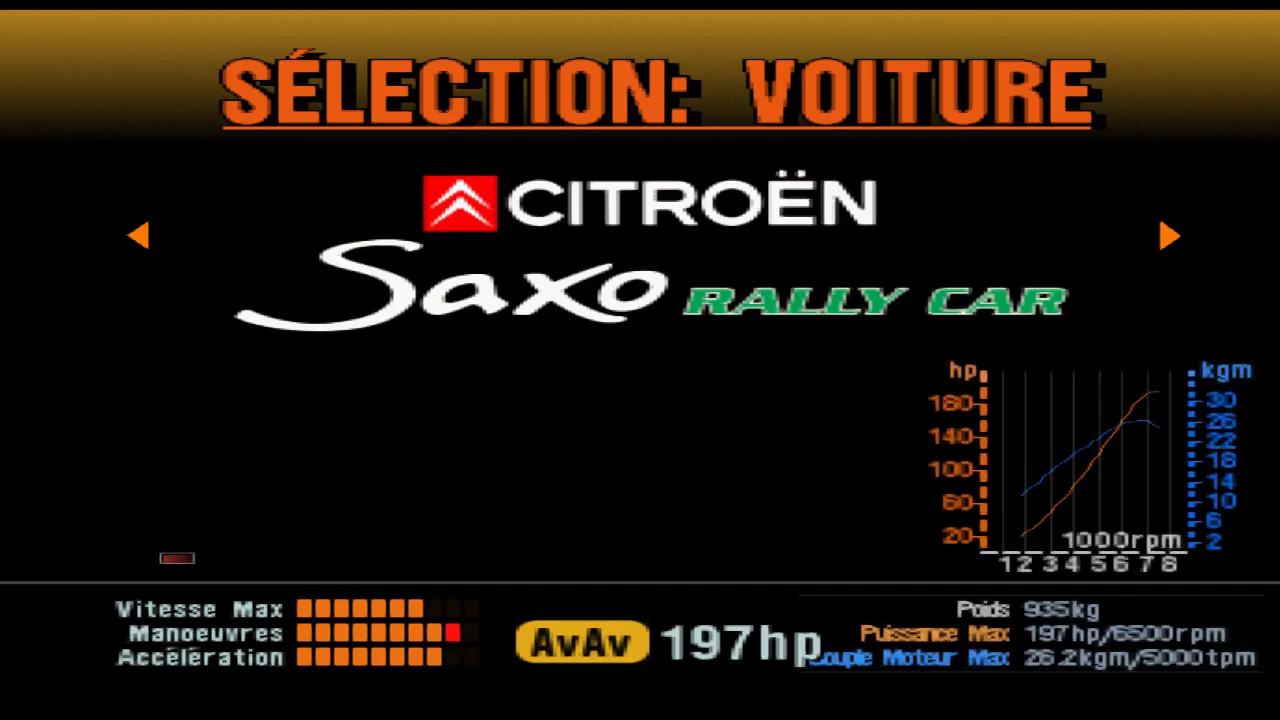 SÉLECTION: VOITURE
CITROËN
Saxo RALLY CAR
hp kgm
180 30
140 26
22
100 18
14
60 10
6
20 2
1000rpm
1 2 3 4 5 6 7 8
Vitesse Max
Manoeuvres
Accélération
AvAv 197hp
Poids 935kg
Puissance Max 197hp/6500rpm
Couple Moteur Max 26.2kgm/5000tpm